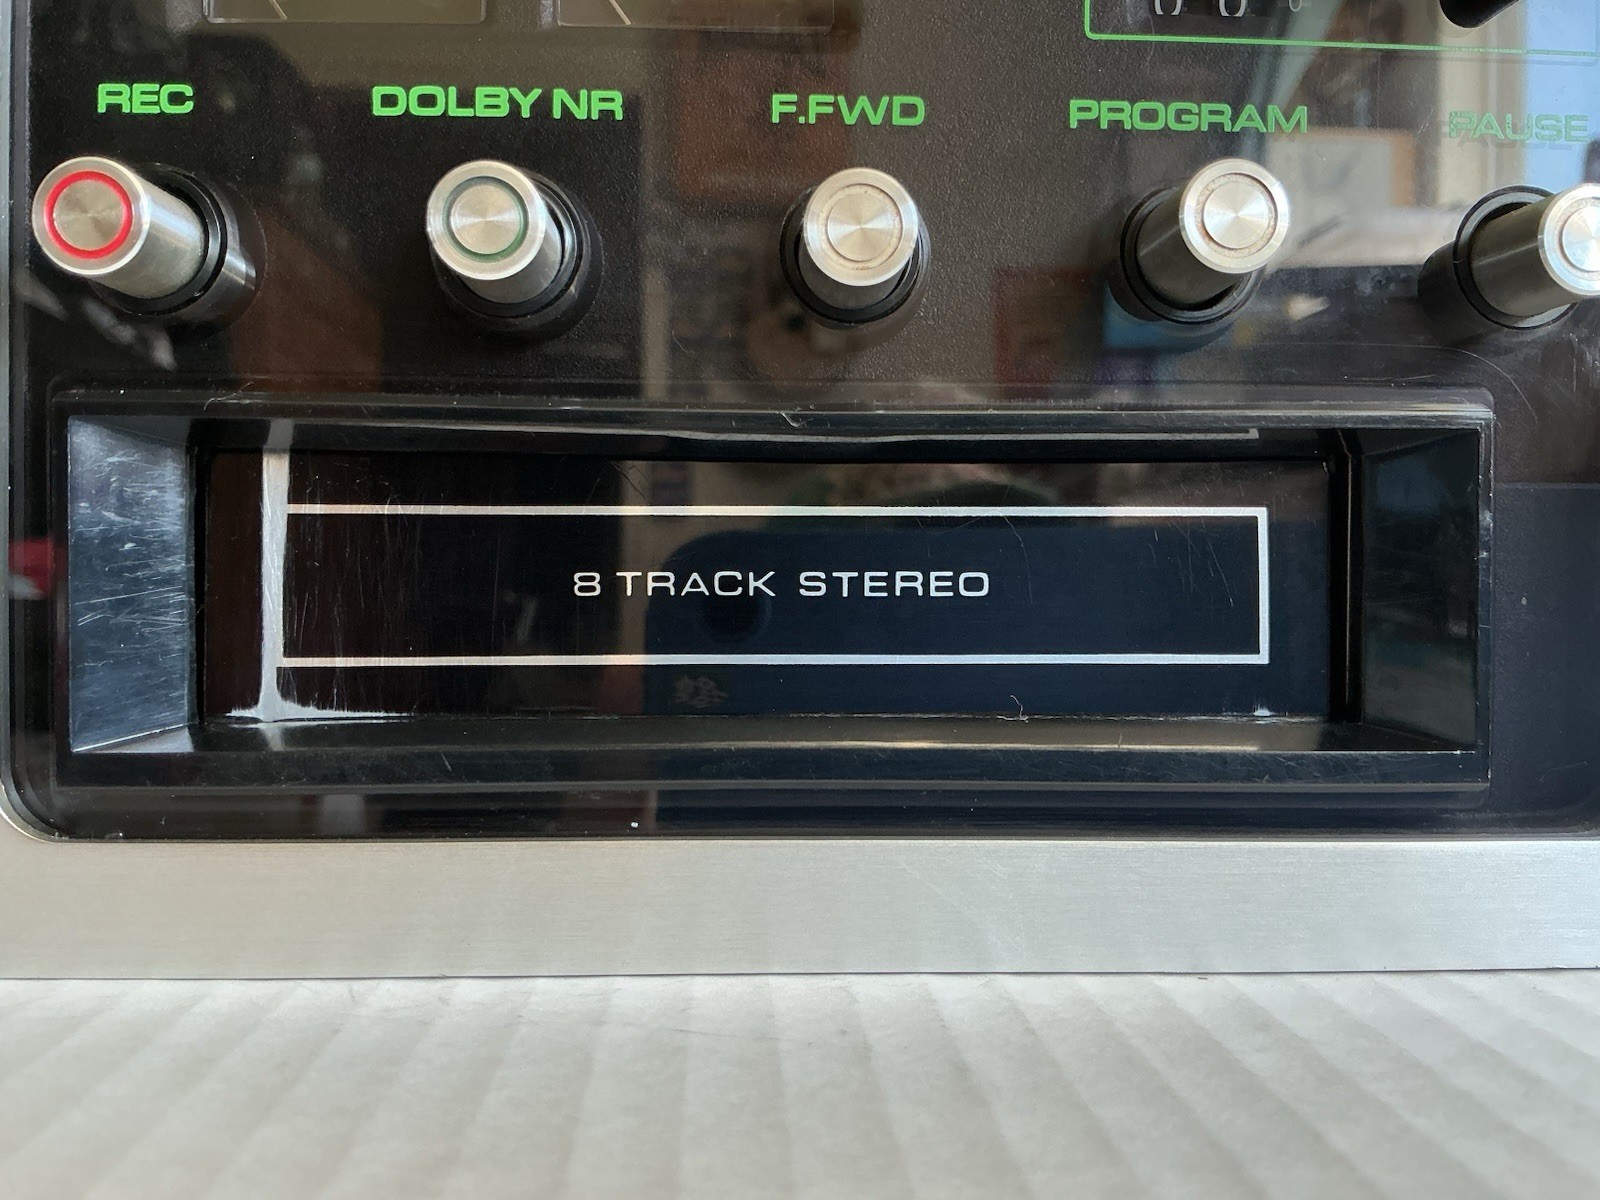 REC
DOLBY NR
F.FWD
PROGRAM
PAUSE
8 TRACK STEREO